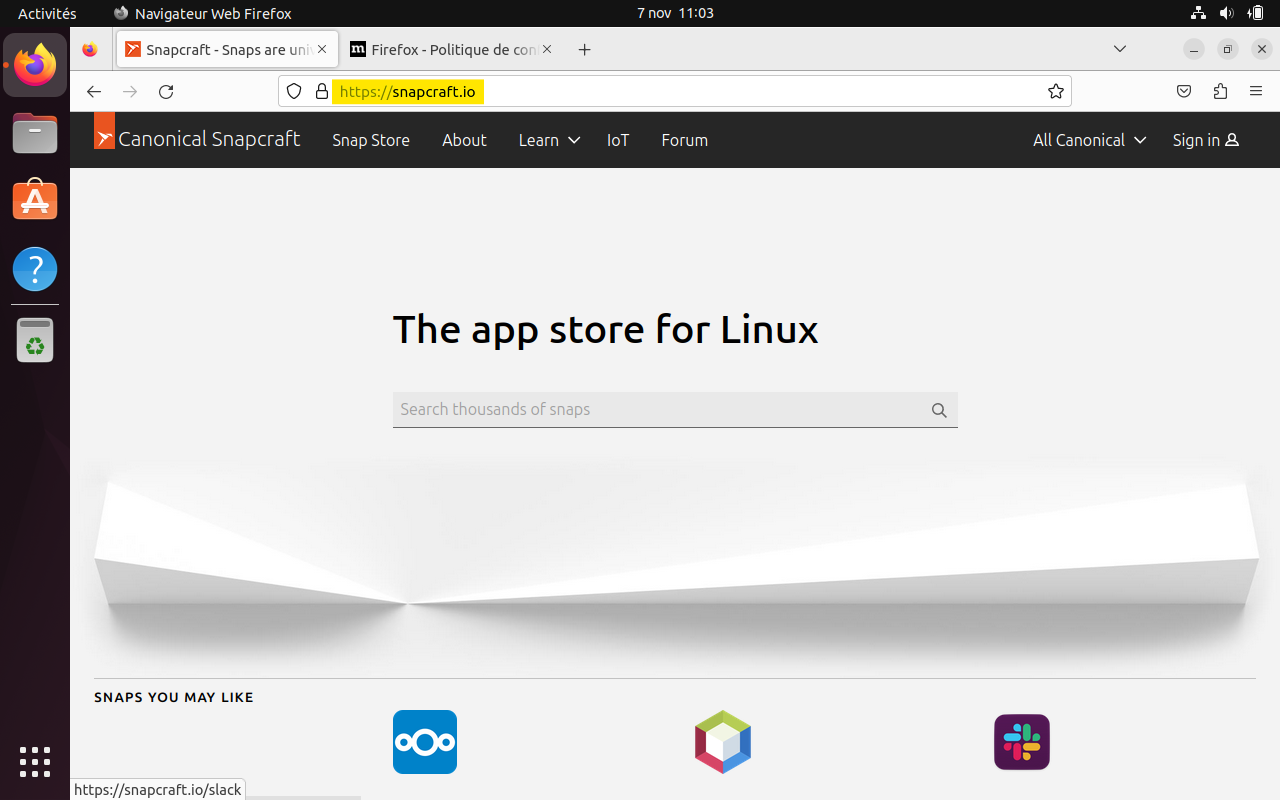 Activités Navigateur Web Firefox 7 nov 11:03
Snapcraft - Snaps are uni Firefox - Politique de con
https://snapcraft.io
Canonical Snapcraft Snap Store About Learn IoT Forum All Canonical Sign in
The app store for Linux
Search thousands of snaps
SNAPS YOU MAY LIKE
https://snapcraft.io/slack